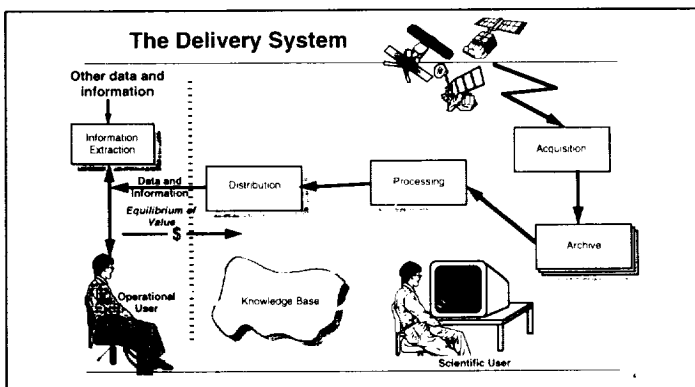 The Delivery System
Other data and
information
Information
Extraction
Acquisition
Data and
Information
Distribution
Processing
Equilibrium of
Value
$
Archive
Operational
User
Knowledge Base
Scientific User